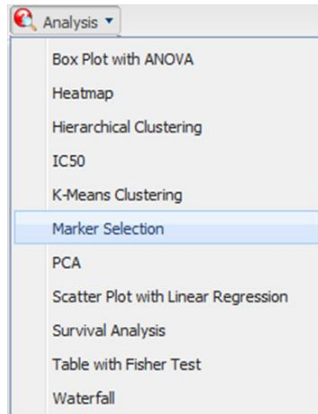 Analysis
Box Plot with ANOVA
Heatmap
Hierarchical Clustering
IC50
K-Means Clustering
Marker Selection
PCA
Scatter Plot with Linear Regression
Survival Analysis
Table with Fisher Test
Waterfall